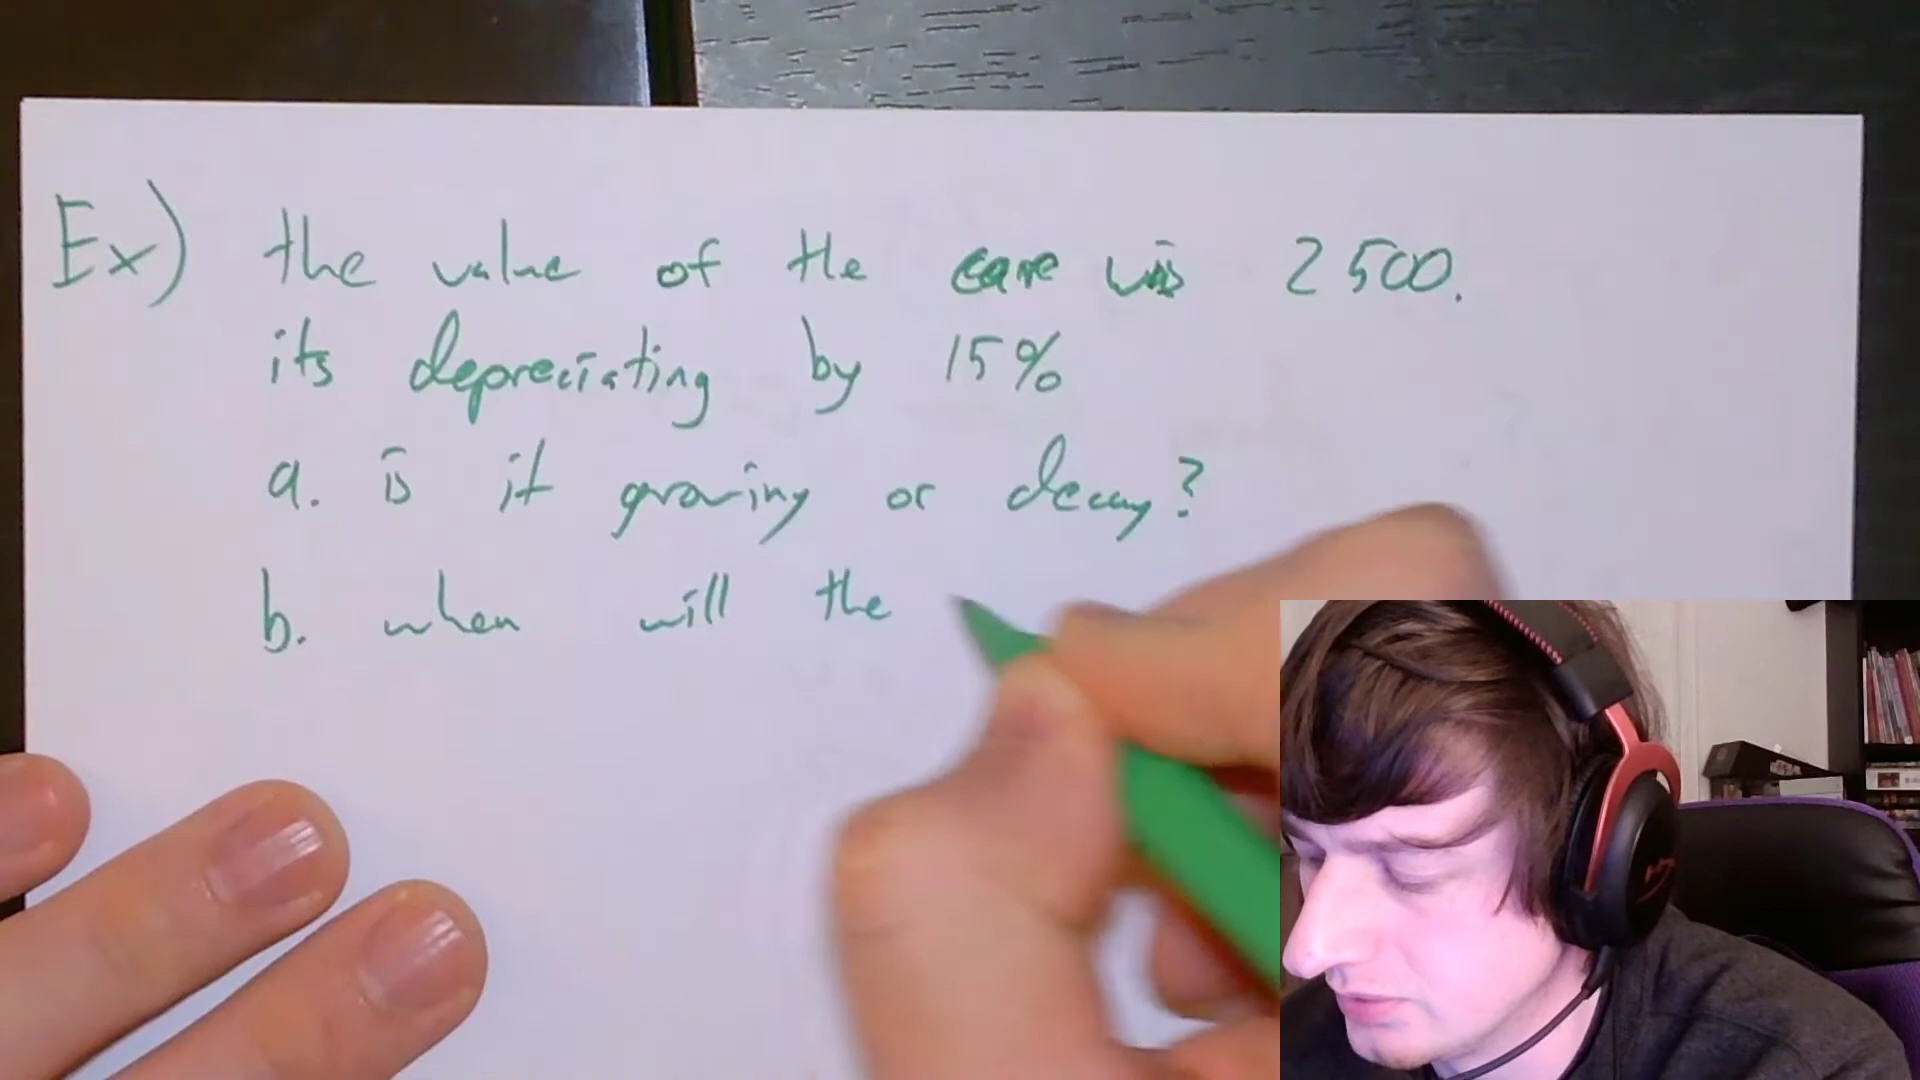 Ex) the value of the care was 2500.
its depreciating by 15%
a. is it growing or decay?
b. when will the